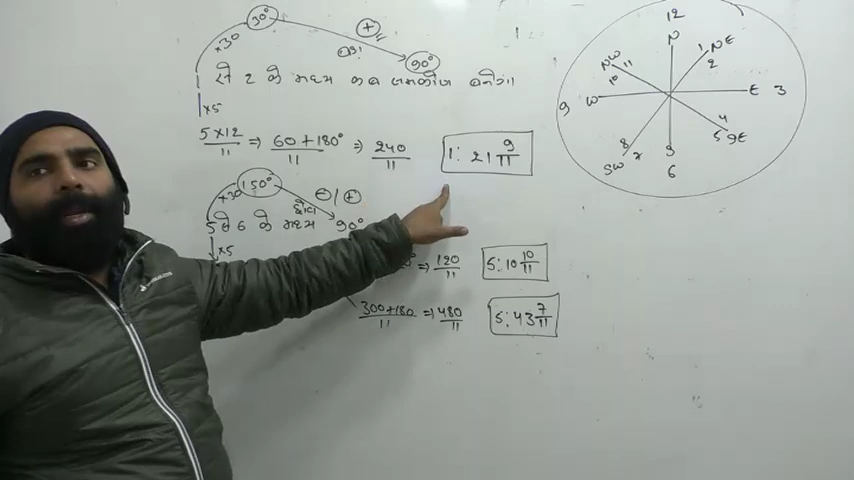 30°
×30
+
बड़ा
90°
1 से 2 के मध्य कब समकोण बनेगा
×5
5×12/11 ⇒ 60+180°/11 ⇒ 240/11
1: 21 9/11
150°
×30
⊖/⊕
छोटा
5 से 6 के मध्य 90°
×5
⇒ 120/11
5:10 10/11
300+180/11 ⇒ 480/11
5:43 7/11
12
N
NW
11
10
1
NE
2
9
W
E
3
8
SW
7
S
6
4
5
SE